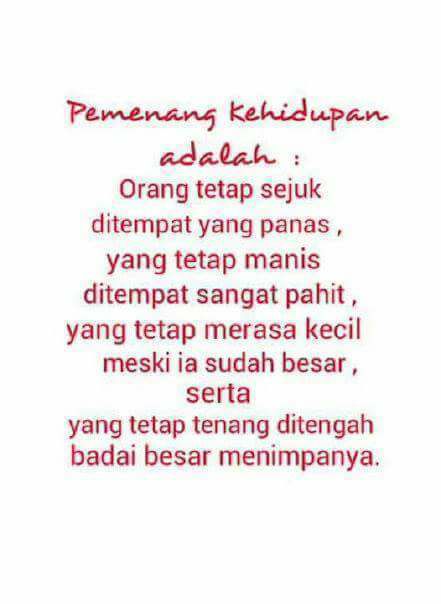 Pemenang Kehidupan
adalah :
Orang tetap sejuk
ditempat yang panas ,
yang tetap manis
ditempat sangat pahit ,
yang tetap merasa kecil
meski ia sudah besar ,
serta
yang tetap tenang ditengah
badai besar menimpanya.